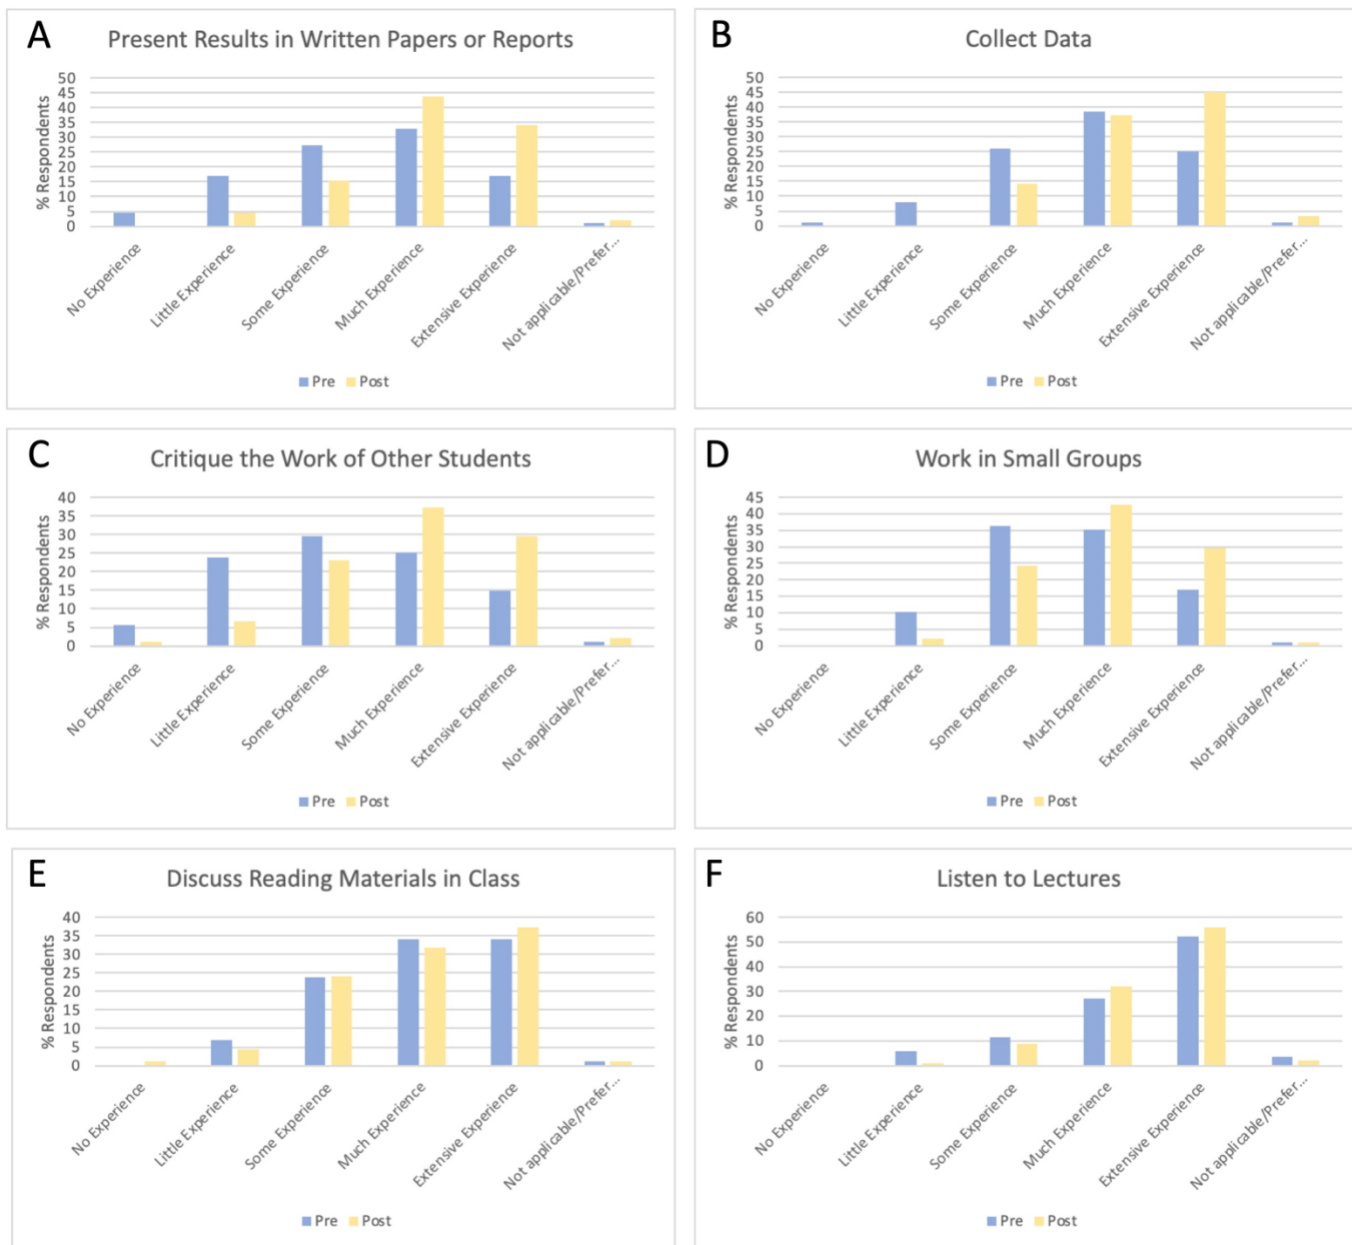 A
Present Results in Written Papers or Reports
% Respondents
50
45
40
35
30
25
20
15
10
5
0
No Experience
Little Experience
Some Experience
Much Experience
Extensive Experience
Not applicable/Prefer...
Pre Post
B
Collect Data
% Respondents
50
45
40
35
30
25
20
15
10
5
0
No Experience
Little Experience
Some Experience
Much Experience
Extensive Experience
Not applicable/Prefer...
Pre Post
C
Critique the Work of Other Students
% Respondents
40
35
30
25
20
15
10
5
0
No Experience
Little Experience
Some Experience
Much Experience
Extensive Experience
Not applicable/Prefer...
Pre Post
D
Work in Small Groups
% Respondents
45
40
35
30
25
20
15
10
5
0
No Experience
Little Experience
Some Experience
Much Experience
Extensive Experience
Not applicable/Prefer...
Pre Post
E
Discuss Reading Materials in Class
% Respondents
40
35
30
25
20
15
10
5
0
No Experience
Little Experience
Some Experience
Much Experience
Extensive Experience
Not applicable/Prefer...
Pre Post
F
Listen to Lectures
% Respondents
60
50
40
30
20
10
0
No Experience
Little Experience
Some Experience
Much Experience
Extensive Experience
Not applicable/Prefer...
Pre Post